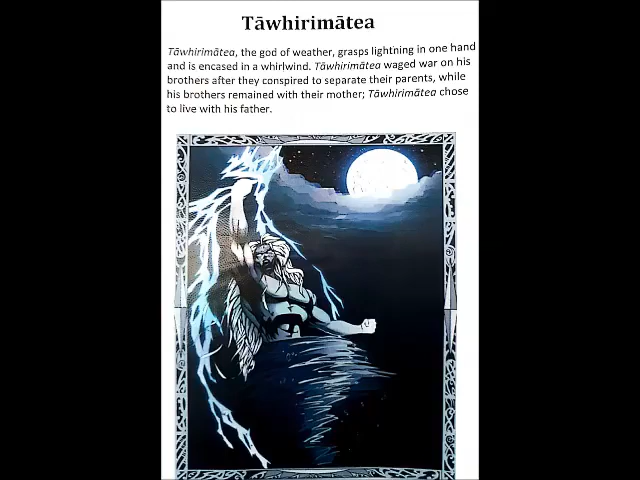 Tāwhirimātea
Tāwhirimātea, the god of weather, grasps lightning in one hand
and is encased in a whirlwind. Tāwhirimātea waged war on his
brothers after they conspired to separate their parents, while
his brothers remained with their mother; Tāwhirimātea chose
to live with his father.